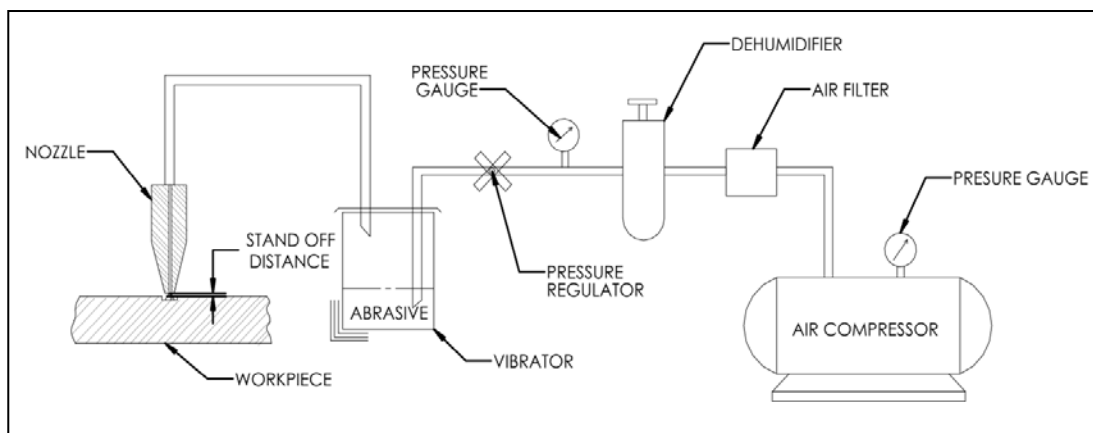 DEHUMIDIFIER
PRESSURE
GAUGE
AIR FILTER
NOZZLE
PRESURE GAUGE
STAND OFF
DISTANCE
PRESSURE
REGULATOR
ABRASIVE
AIR COMPRESSOR
VIBRATOR
WORKPIECE